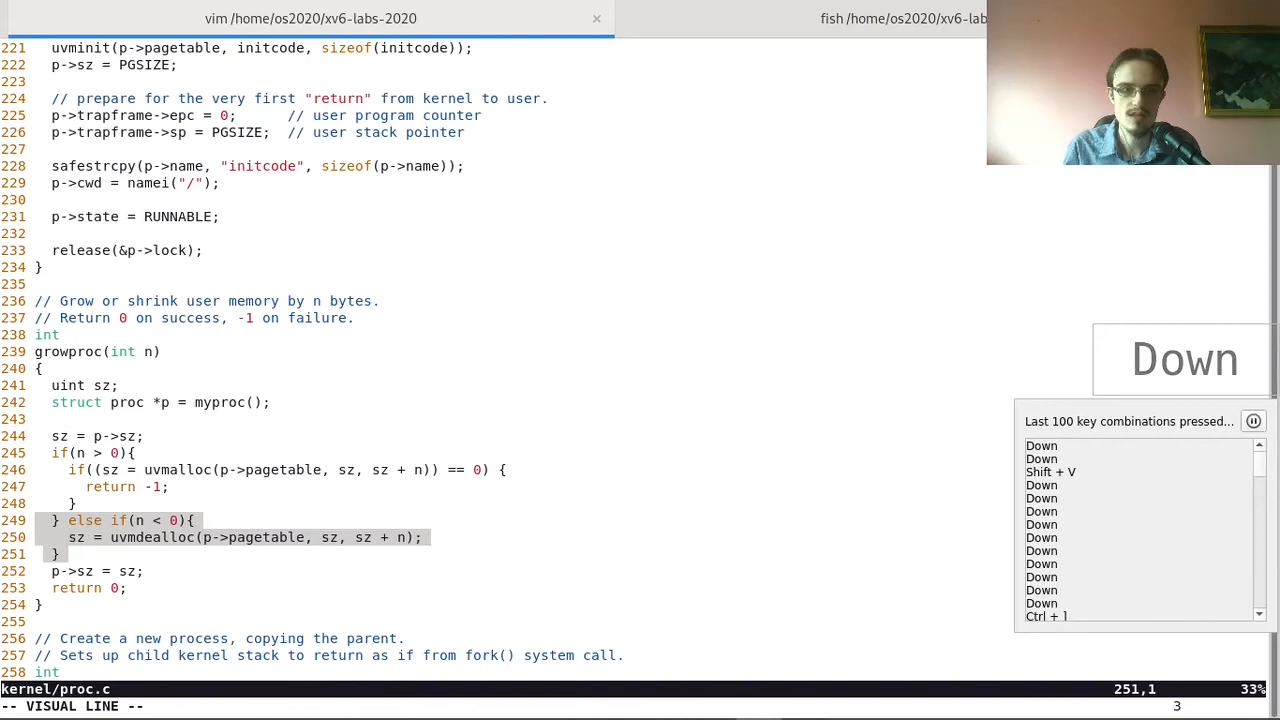 vim /home/os2020/xv6-labs-2020 × fish /home/os2020/xv6-lab
221 uvminit(p->pagetable, initcode, sizeof(initcode));
222 p->sz = PGSIZE;
223
224 // prepare for the very first "return" from kernel to user.
225 p->trapframe->epc = 0; // user program counter
226 p->trapframe->sp = PGSIZE; // user stack pointer
227
228 safestrcpy(p->name, "initcode", sizeof(p->name));
229 p->cwd = namei("/");
230
231 p->state = RUNNABLE;
232
233 release(&p->lock);
234 }
235
236 // Grow or shrink user memory by n bytes.
237 // Return 0 on success, -1 on failure.
238 int
239 growproc(int n)
240 {
241 uint sz;
242 struct proc *p = myproc();
243
244 sz = p->sz;
245 if(n > 0){
246 if((sz = uvmalloc(p->pagetable, sz, sz + n)) == 0) {
247 return -1;
248 }
249 } else if(n < 0){
250 sz = uvmdealloc(p->pagetable, sz, sz + n);
251 }
252 p->sz = sz;
253 return 0;
254 }
255
256 // Create a new process, copying the parent.
257 // Sets up child kernel stack to return as if from fork() system call.
258 int
kernel/proc.c 251,1 33%
-- VISUAL LINE -- 3
Down
Last 100 key combinations pressed...
Down
Down
Shift + V
Down
Down
Down
Down
Down
Down
Down
Down
Down
Down
Ctrl + ]